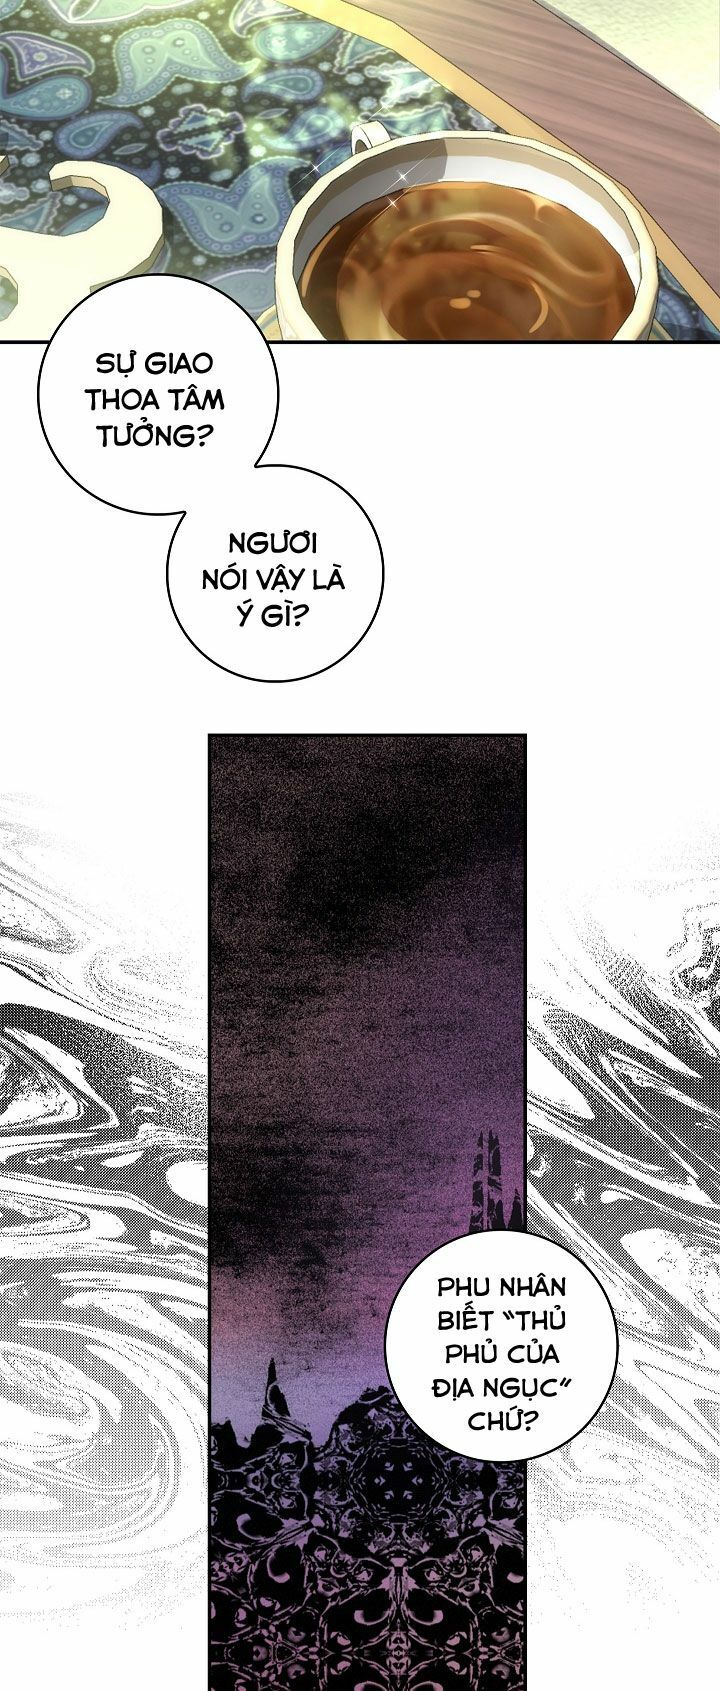 SỰ GIAO
THOA TÂM
TƯỞNG?
NGƯƠI
NÓI VẬY LÀ
Ý GÌ?
PHU NHÂN
BIẾT "THỦ
PHỦ CỦA
ĐỊA NGỤC"
CHỨ?